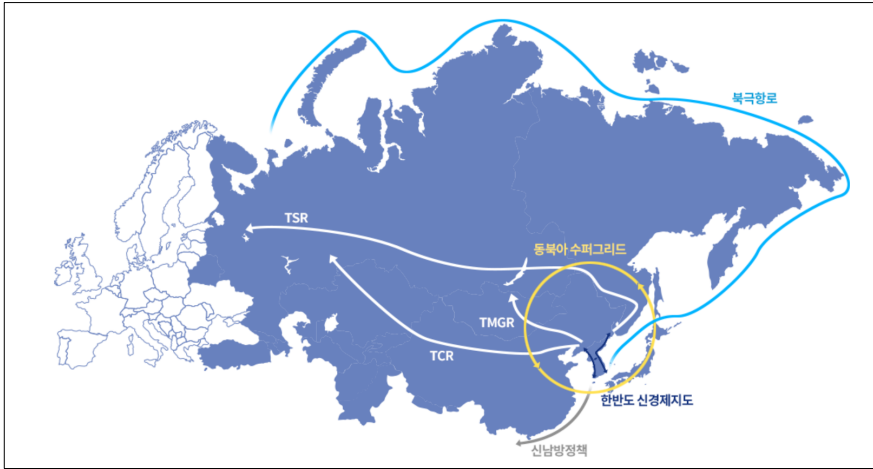 북극항로
TSR
동북아 수퍼그리드
TMGR
TCR
한반도 신경제지도
신남방정책